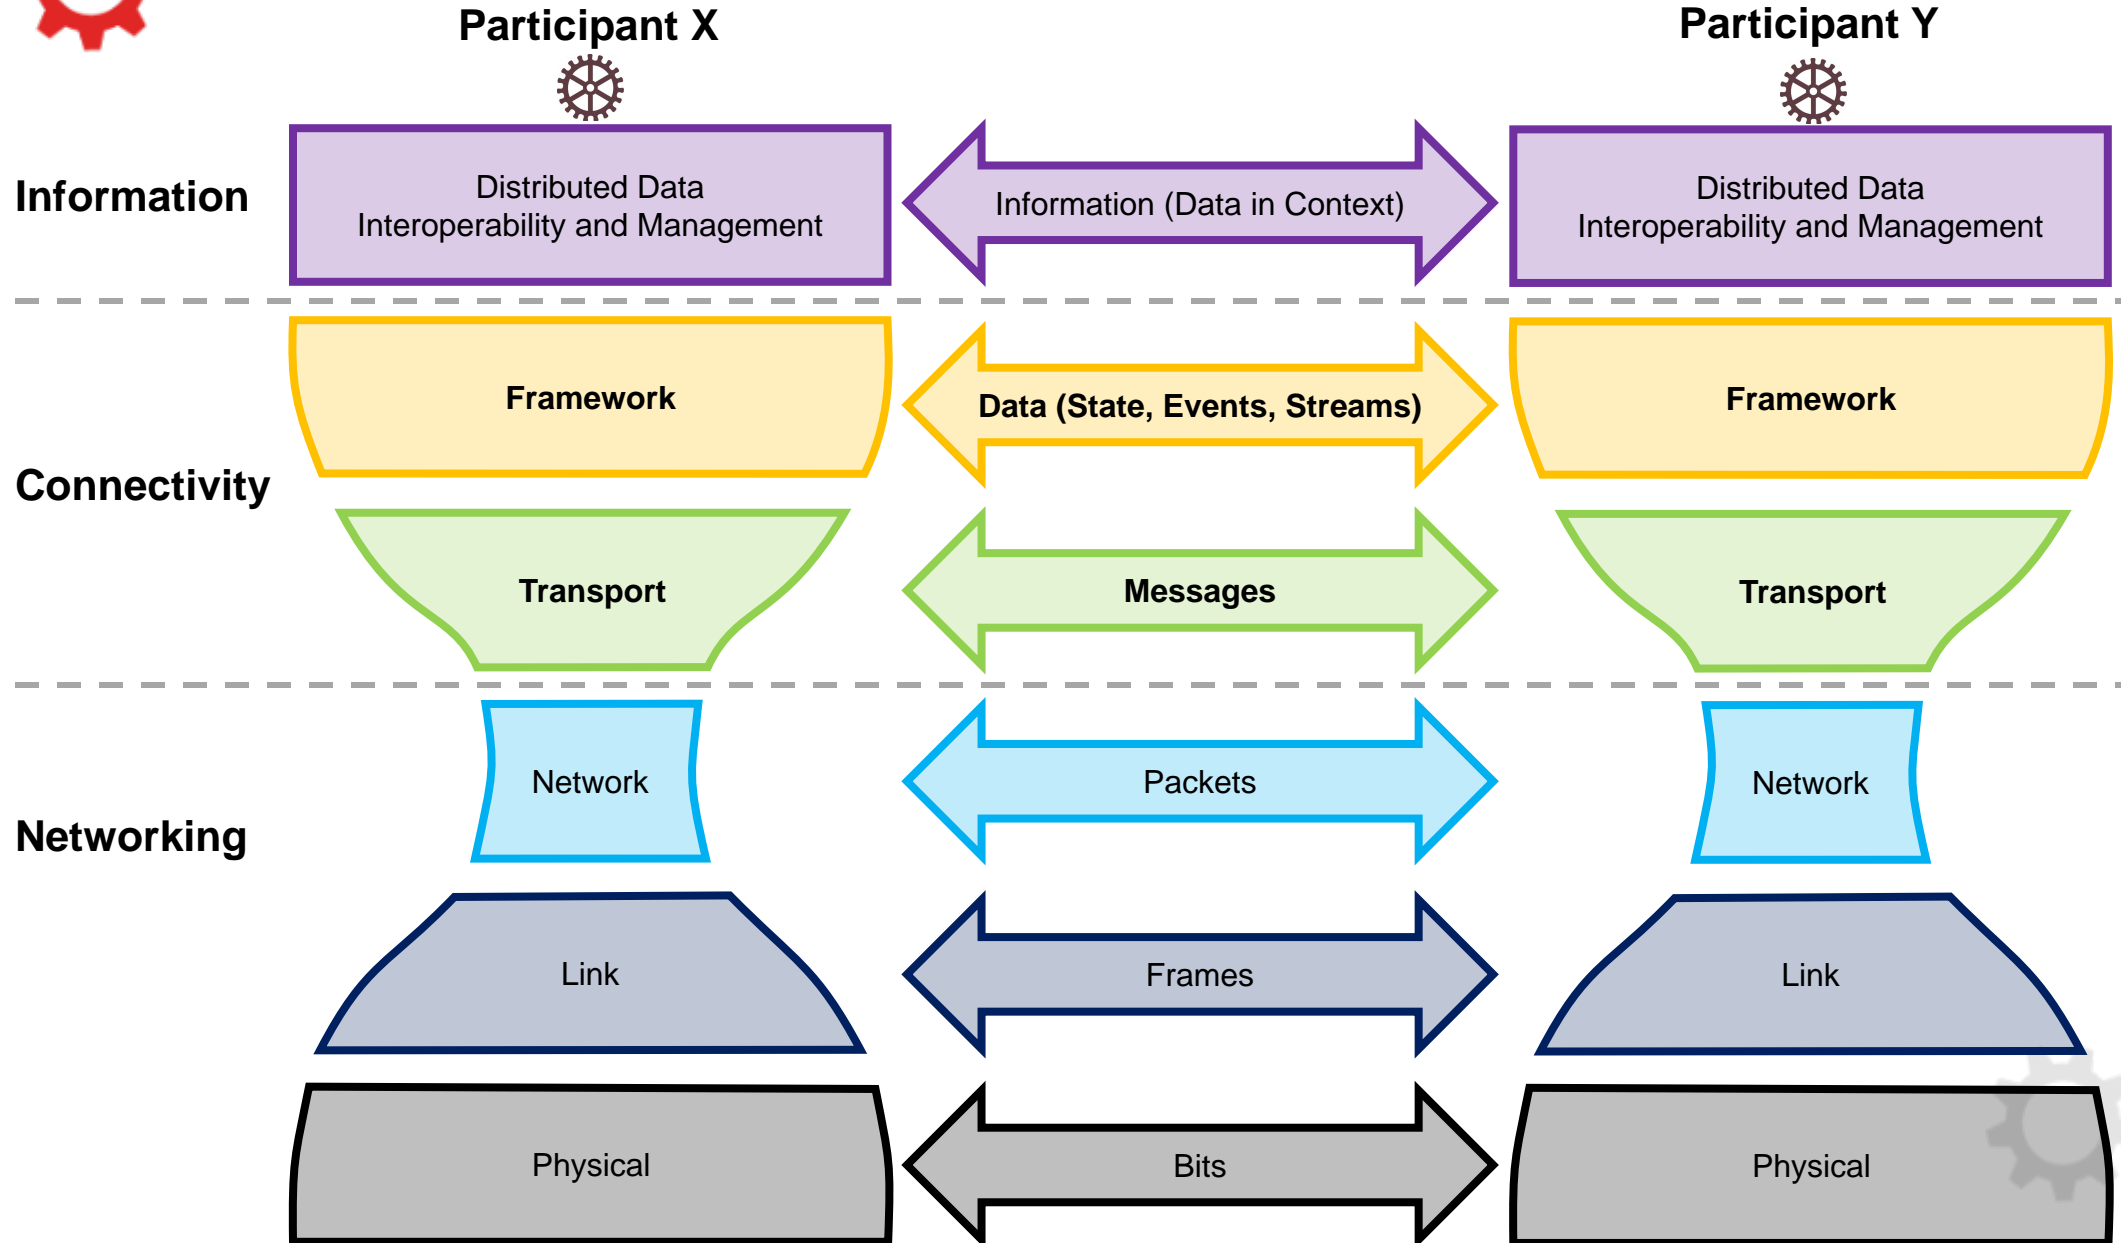 Participant X
Participant Y
Information
Distributed Data
Interoperability and Management
Information (Data in Context)
Distributed Data
Interoperability and Management
Connectivity
Framework
Data (State, Events, Streams)
Framework
Transport
Messages
Transport
Networking
Network
Packets
Network
Link
Frames
Link
Physical
Bits
Physical